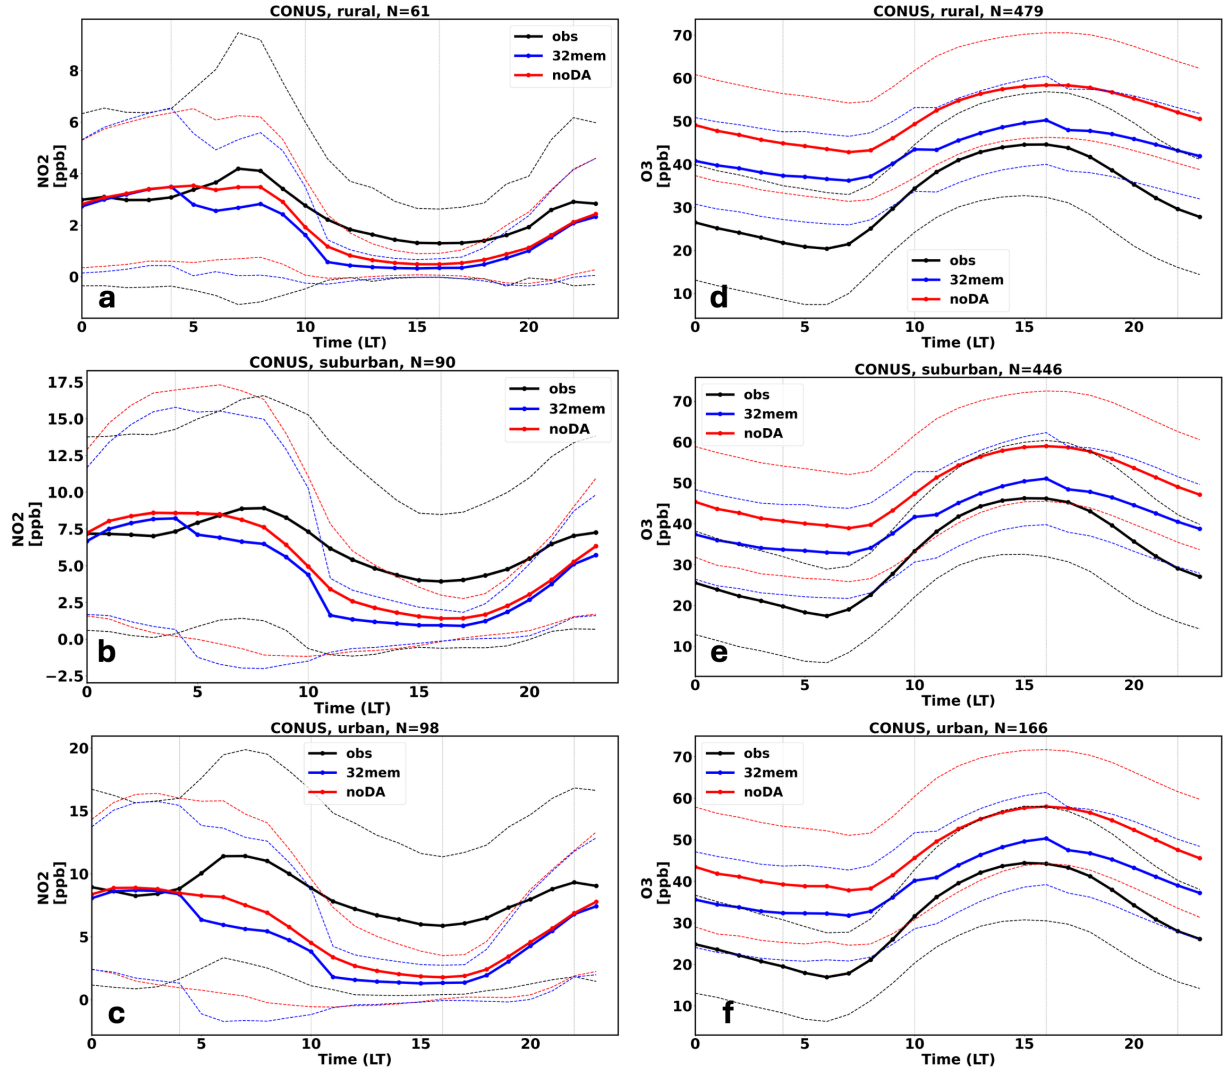 CONUS, rural, N=61
obs
32mem
noDA
8
6
4
2
0
NO2
[ppb]
a
0 5 10 15 20
Time (LT)
CONUS, rural, N=479
70
60
50
40
30
20
10
O3
[ppb]
obs
32mem
noDA
d
0 5 10 15 20
Time (LT)
CONUS, suburban, N=90
17.5
15.0
12.5
10.0
7.5
5.0
2.5
0.0
−2.5
NO2
[ppb]
obs
32mem
noDA
b
0 5 10 15 20
Time (LT)
CONUS, suburban, N=446
obs
32mem
noDA
70
60
50
40
30
20
10
O3
[ppb]
e
0 5 10 15 20
Time (LT)
CONUS, urban, N=98
obs
32mem
noDA
20
15
10
5
0
NO2
[ppb]
c
0 5 10 15 20
Time (LT)
CONUS, urban, N=166
obs
32mem
noDA
70
60
50
40
30
20
10
O3
[ppb]
f
0 5 10 15 20
Time (LT)